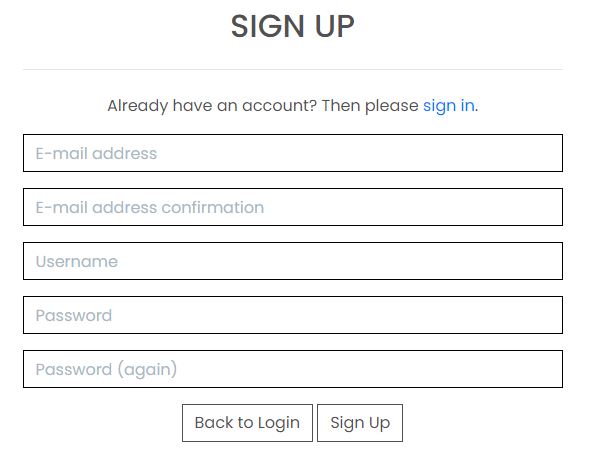 SIGN UP
Already have an account? Then please sign in.
E-mail address
E-mail address confirmation
Username
Password
Password (again)
Back to Login Sign Up